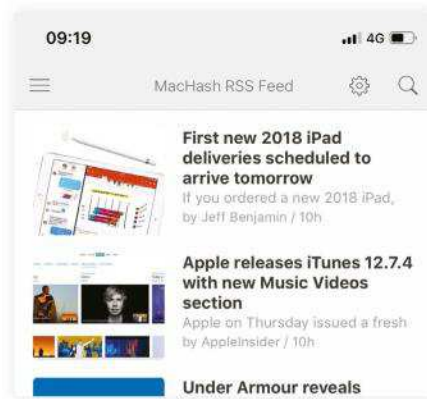 09:19
4G
MacHash RSS Feed
First new 2018 iPad
deliveries scheduled to
arrive tomorrow
If you ordered a new 2018 iPad,
by Jeff Benjamin / 10h
Apple releases iTunes 12.7.4
with new Music Videos
section
Apple on Thursday issued a fresh
by AppleInsider / 10h
Under Armour reveals